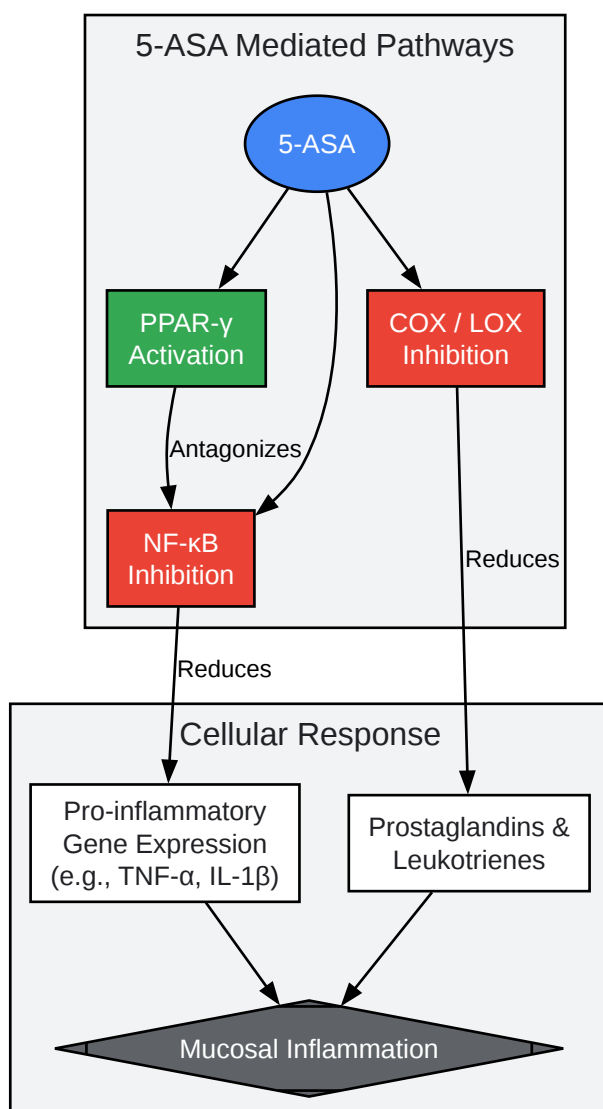 5-ASA Mediated Pathways
5-ASA
PPAR-γ
Activation
COX / LOX
Inhibition
Antagonizes
NF-κB
Inhibition
Reduces
Reduces
Cellular Response
Pro-inflammatory
Gene Expression
(e.g., TNF-α, IL-1β)
Prostaglandins &
Leukotrienes
Mucosal Inflammation